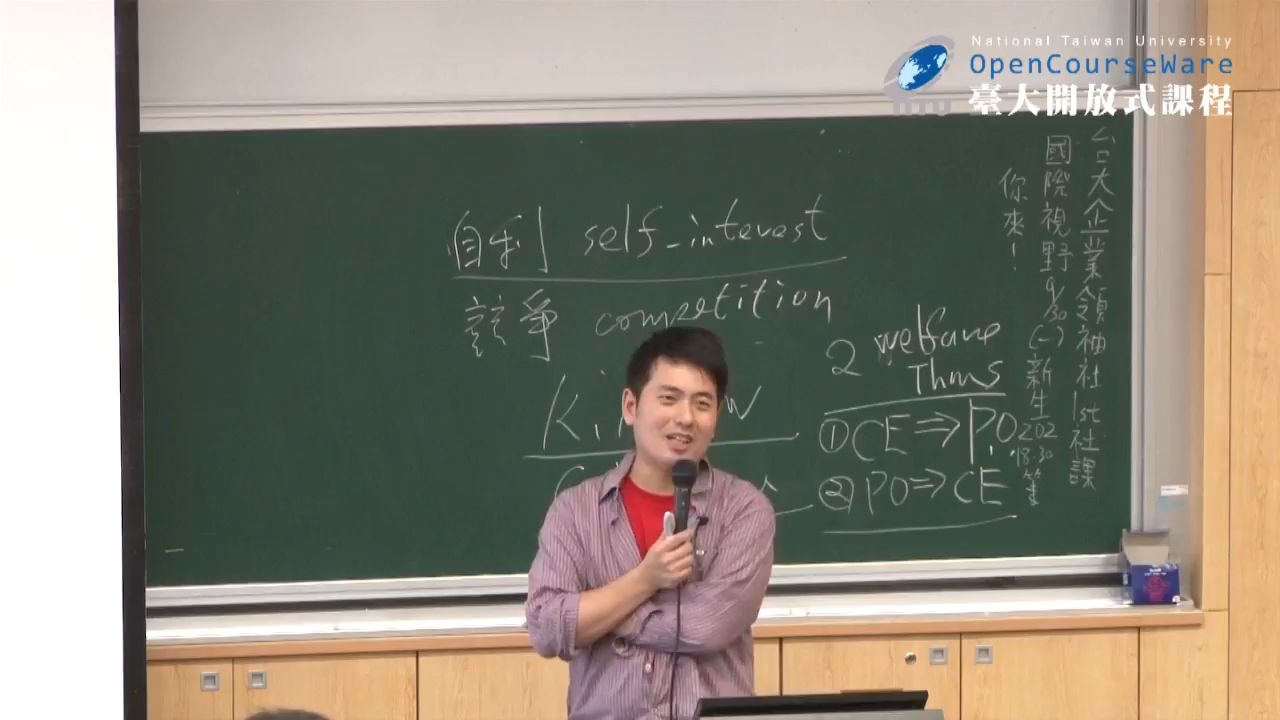 National Taiwan University
OpenCourseWare
臺大開放式課程
自利 self-interest
競爭 competition
2 welfare
Thms
①CE⇒P.O.
②PO⇒CE
台大企業領袖社 1st 社課
國際視野 9/30 (一) 新生202 18:30
你來!